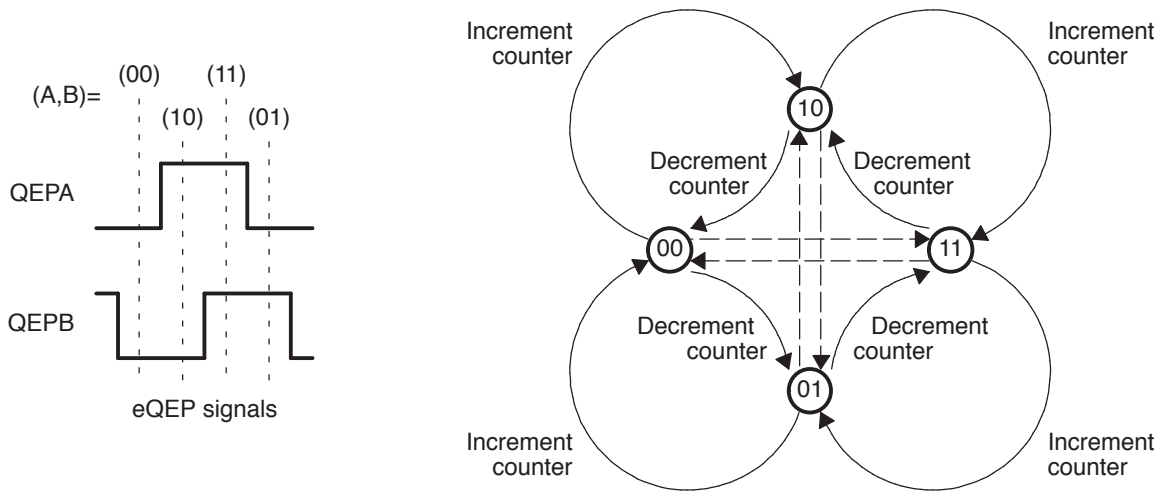 (A,B)=
(00)
(11)
(10)
(01)
QEPA
QEPB
eQEP signals
Increment
counter
Increment
counter
10
Decrement
counter
Decrement
counter
00
11
Decrement
counter
Decrement
counter
01
Increment
counter
Increment
counter